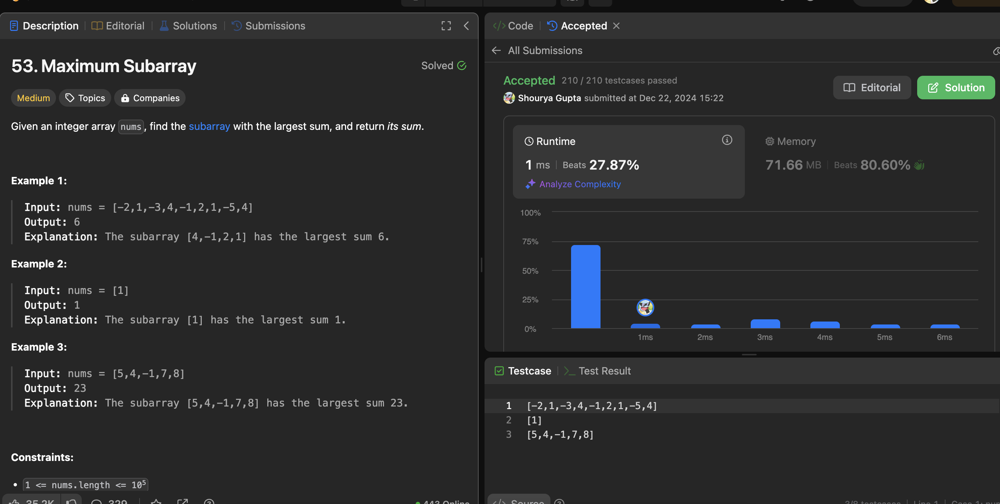 Description | Editorial | Solutions | Submissions
53. Maximum Subarray
Solved
Medium Topics Companies
Given an integer array nums, find the subarray with the largest sum, and return its sum.
Example 1:
Input: nums = [-2,1,-3,4,-1,2,1,-5,4]
Output: 6
Explanation: The subarray [4,-1,2,1] has the largest sum 6.
Example 2:
Input: nums = [1]
Output: 1
Explanation: The subarray [1] has the largest sum 1.
Example 3:
Input: nums = [5,4,-1,7,8]
Output: 23
Explanation: The subarray [5,4,-1,7,8] has the largest sum 23.
Constraints:
• 1 <= nums.length <= 10⁵
35.2K 329 443 Online
</> Code | Accepted
All Submissions
Accepted 210 / 210 testcases passed
Shourya Gupta submitted at Dec 22, 2024 15:22
Editorial
Solution
Runtime
1 ms | Beats 27.87%
Analyze Complexity
Memory
71.66 MB | Beats 80.60%
100%
75%
50%
25%
0%
1ms 2ms 3ms 4ms 5ms 6ms
Testcase | >_ Test Result
1 [-2,1,-3,4,-1,2,1,-5,4]
2 [1]
3 [5,4,-1,7,8]
</> Source
3/8 testcases | Line 1 | Case 1: